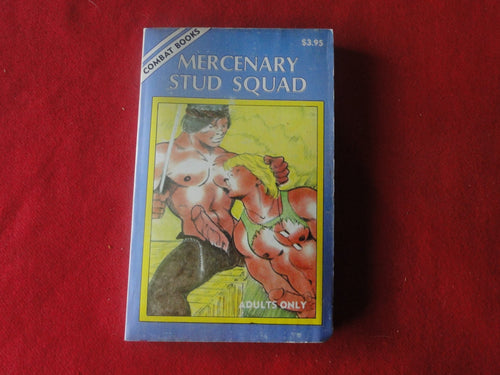 COMBAT BOOKS
$3.95
MERCENARY
STUD SQUAD
ADULTS ONLY